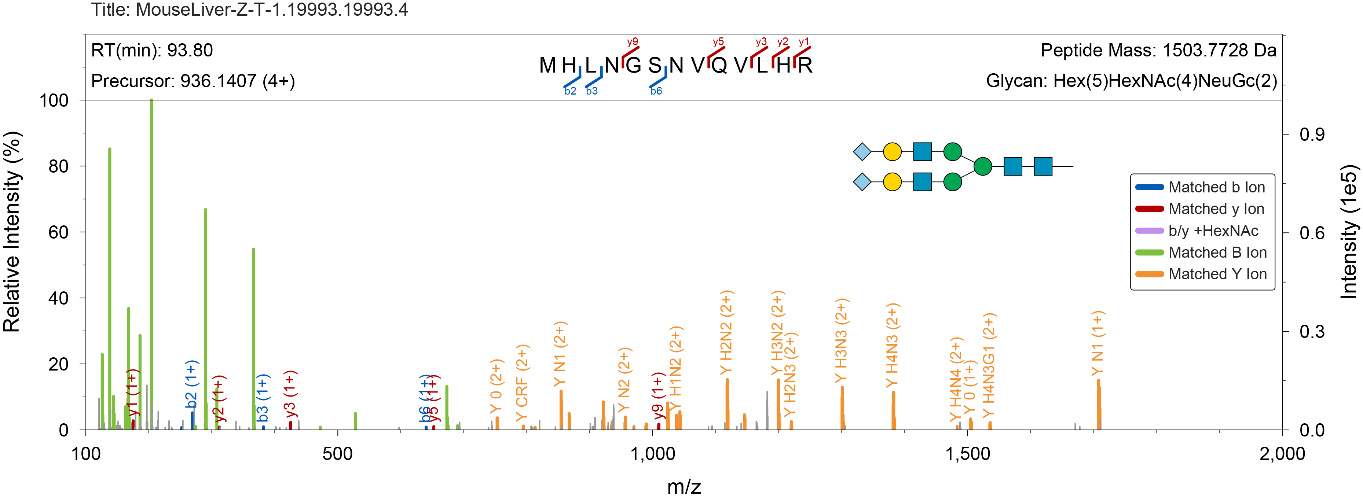 Title: MouseLiver-Z-T-1.19993.19993.4
RT(min): 93.80
Precursor: 936.1407 (4+)
y9 y5 y3 y2 y1
MHLNGSNVQVLHR
b2 b3 b6
Peptide Mass: 1503.7728 Da
Glycan: Hex(5)HexNAc(4)NeuGc(2)
Relative Intensity (%)
100
80
60
40
20
0
y1 (1+)
b2 (1+)
y2 (1+)
b3 (1+)
y3 (1+)
b6 (1+)
y5 (1+)
Y 0 (2+)
Y CRF (2+)
Y N1 (2+)
Y N2 (2+)
y9 (1+)
Y H1N2 (2+)
Y H2N2 (2+)
Y H3N2 (2+)
Y H2N3 (2+)
Y H3N3 (2+)
Y H4N3 (2+)
Y H4N4 (2+)
Y 0 (1+)
Y H4N3G1 (2+)
Y N1 (1+)
Matched b Ion
Matched y Ion
b/y +HexNAc
Matched B Ion
Matched Y Ion
0.9
0.6
0.3
0.0
Intensity (1e5)
100 500 1,000 1,500 2,000
m/z